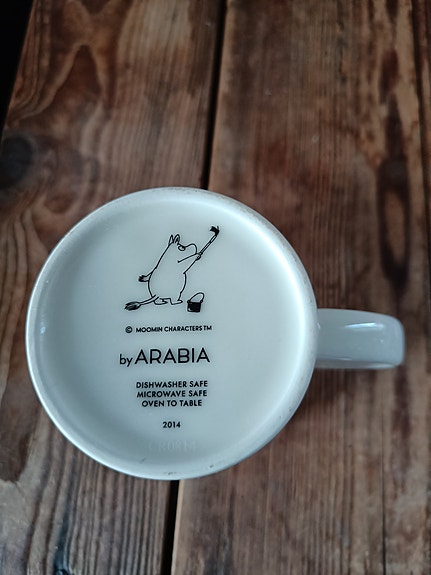 © MOOMIN CHARACTERS TM
by ARABIA
DISHWASHER SAFE
MICROWAVE SAFE
OVEN TO TABLE
2014